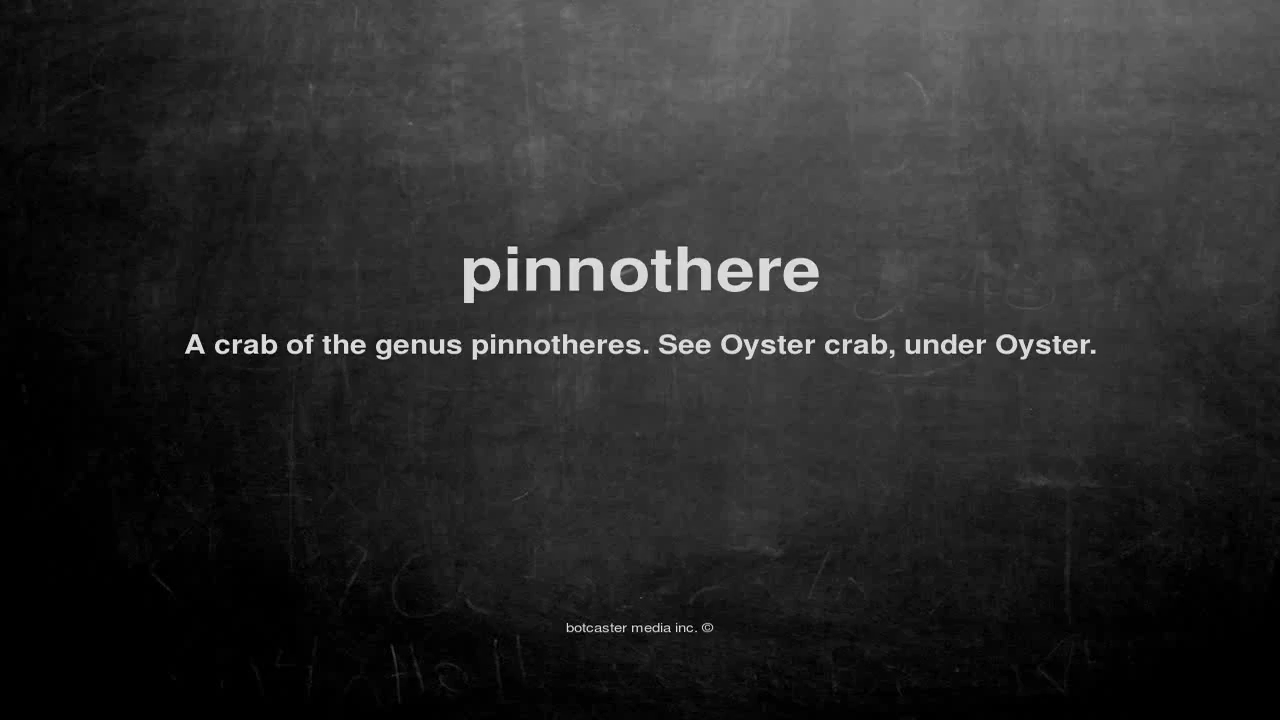 pinnothere
A crab of the genus pinnotheres. See Oyster crab, under Oyster.
botcaster media inc. ©